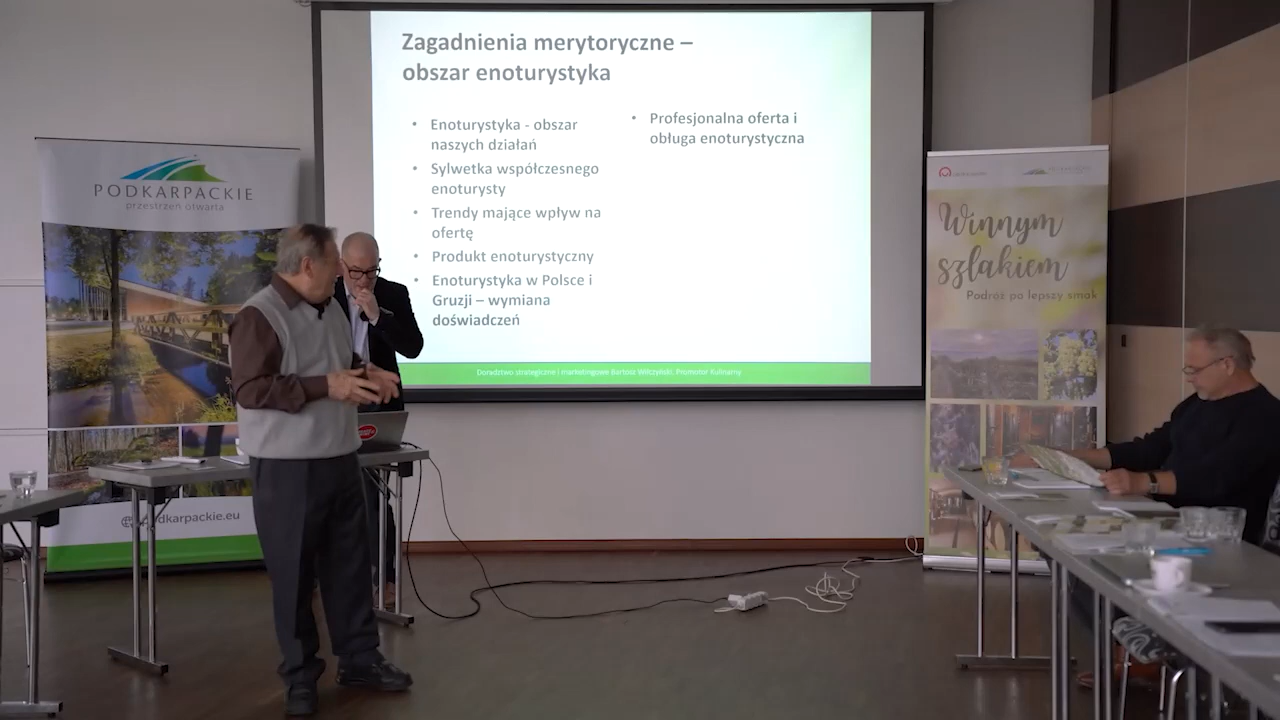 Zagadnienia merytoryczne –
obszar enoturystyka
• Enoturystyka - obszar
naszych działań
• Sylwetka współczesnego
enoturysty
• Trendy mające wpływ na
ofertę
• Produkt enoturystyczny
• Enoturystyka w Polsce i
Gruzji – wymiana
doświadczeń
• Profesjonalna oferta i
obługa enoturystyczna
Doradztwo strategiczne i marketingowe Bartosz Wilczyński, Promotor Kulinarny
PODKARPACKIE
przestrzeń otwarta
podkarpackie.eu
Winnym
szlakiem
Podróż po lepszy smak